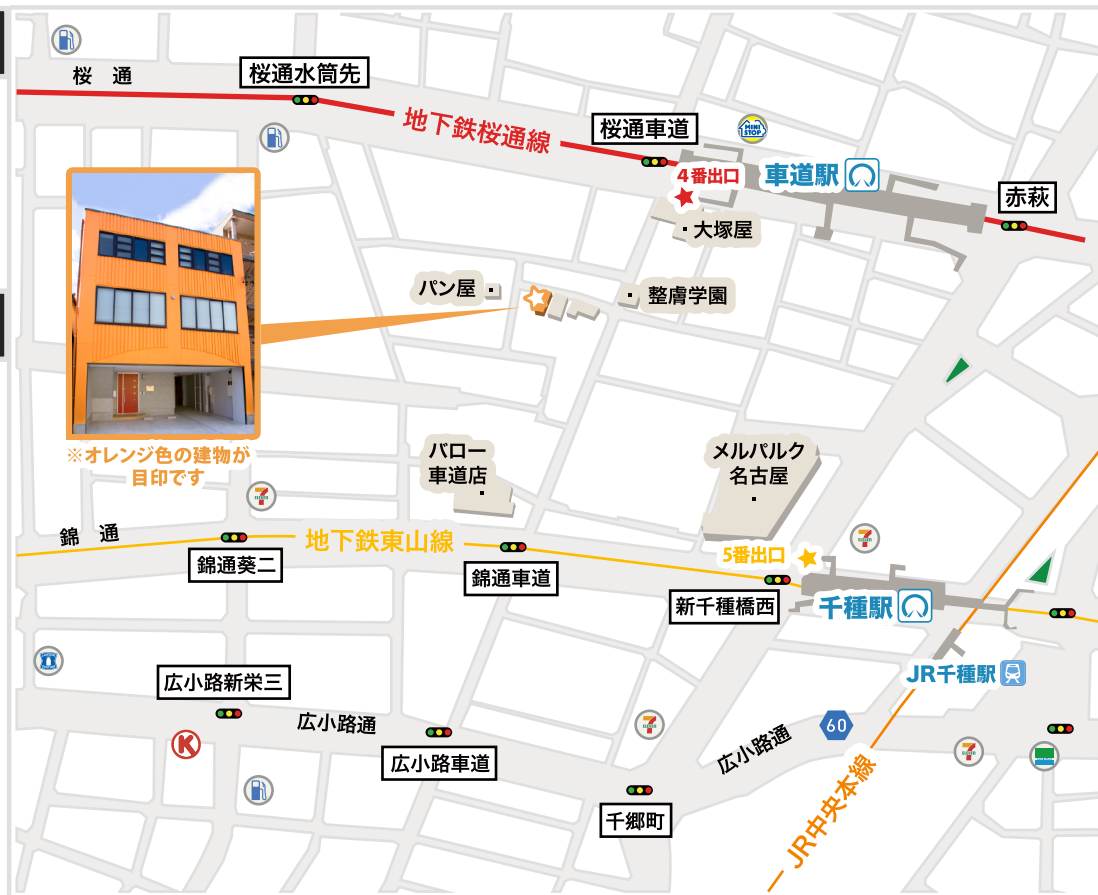 桜 通
桜通水筒先
地下鉄桜通線
桜通車道
MINI
STOP
4番出口
車道駅
赤萩
大塚屋
パン屋
整膚学園
※オレンジ色の建物が
目印です
バロー
車道店
メルパルク
名古屋
錦 通
地下鉄東山線
5番出口
錦通葵二
錦通車道
新千種橋西
千種駅
JR千種駅
広小路新栄三
広小路通
広小路車道
広小路通
60
千郷町
JR中央本線
K